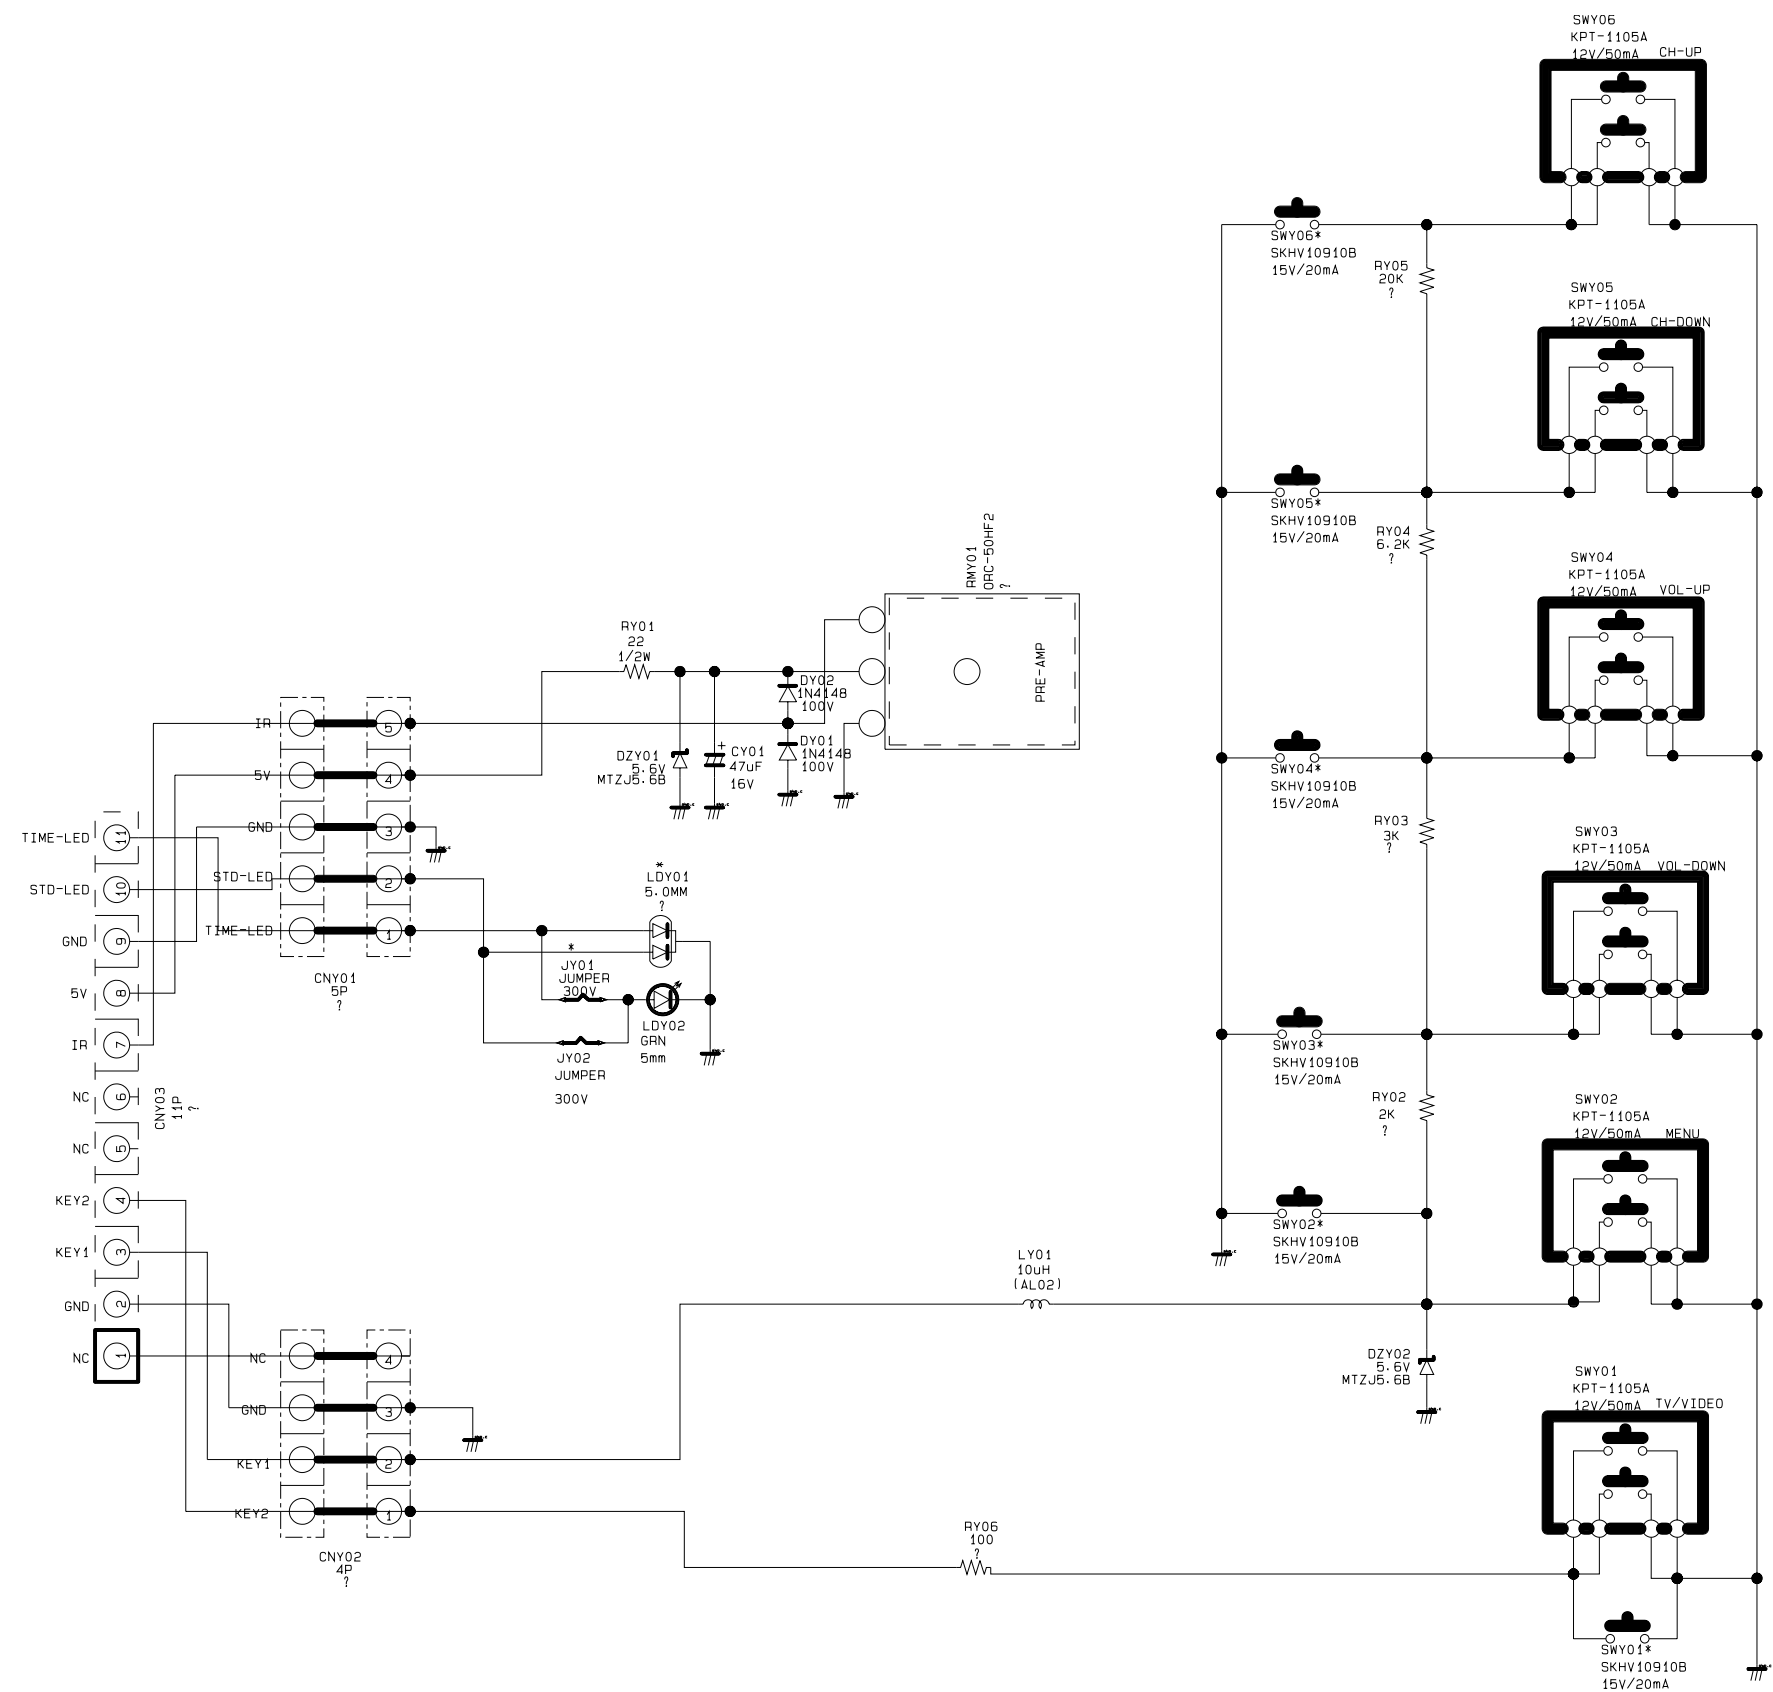 SWY06
KPT-1105A
12V/50mA CH-UP
SWY06*
SKHV10910B
15V/20mA
RY05
20K
?
SWY05
KPT-1105A
12V/50mA CH-DOWN
SWY05*
SKHV10910B
15V/20mA
RY04
6.2K
?
SWY04
KPT-1105A
12V/50mA VOL-UP
SWY04*
SKHV10910B
15V/20mA
RY03
3K
?
SWY03
KPT-1105A
12V/50mA VOL-DOWN
SWY03*
SKHV10910B
15V/20mA
RY02
2K
?
SWY02
KPT-1105A
12V/50mA MENU
SWY02*
SKHV10910B
15V/20mA
LY01
10uH
(AL02)
DZY02
5.6V
MTZJ5.6B
SWY01
KPT-1105A
12V/50mA TV/VIDEO
SWY01*
SKHV10910B
15V/20mA
RY06
100
?
RMY01
ORC-50HF2
?
PRE-AMP
RY01
22
1/2W
DY02
1N4148
100V
DY01
1N4148
100V
DZY01
5.6V
MTZJ5.6B
+
CY01
47uF
16V
IR 5
5V 4
GND 3
STD-LED 2
TIME-LED 1
CNY01
5P
?
*
LDY01
5.0MM
?
*
JY01
JUMPER
300V
LDY02
GRN
5mm
JY02
JUMPER
300V
TIME-LED 11
STD-LED 10
GND 9
5V 8
IR 7
NC 6
NC 5
KEY2 4
KEY1 3
GND 2
NC 1
CNY03
11P
?
NC 4
GND 3
KEY1 2
KEY2 1
CNY02
4P
?